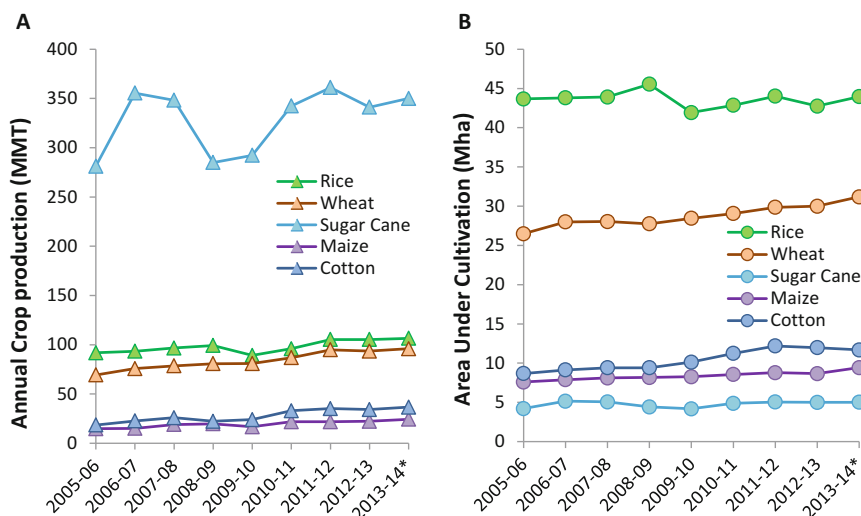 A
Annual Crop production (MMT)
400
350
300
250
200
150
100
50
0
Rice
Wheat
Sugar Cane
Maize
Cotton
2005-06
2006-07
2007-08
2008-09
2009-10
2010-11
2011-12
2012-13
2013-14*
B
Area Under Cultivation (Mha)
50
45
40
35
30
25
20
15
10
5
0
Rice
Wheat
Sugar Cane
Maize
Cotton
2005-06
2006-07
2007-08
2008-09
2009-10
2010-11
2011-12
2012-13
2013-14*